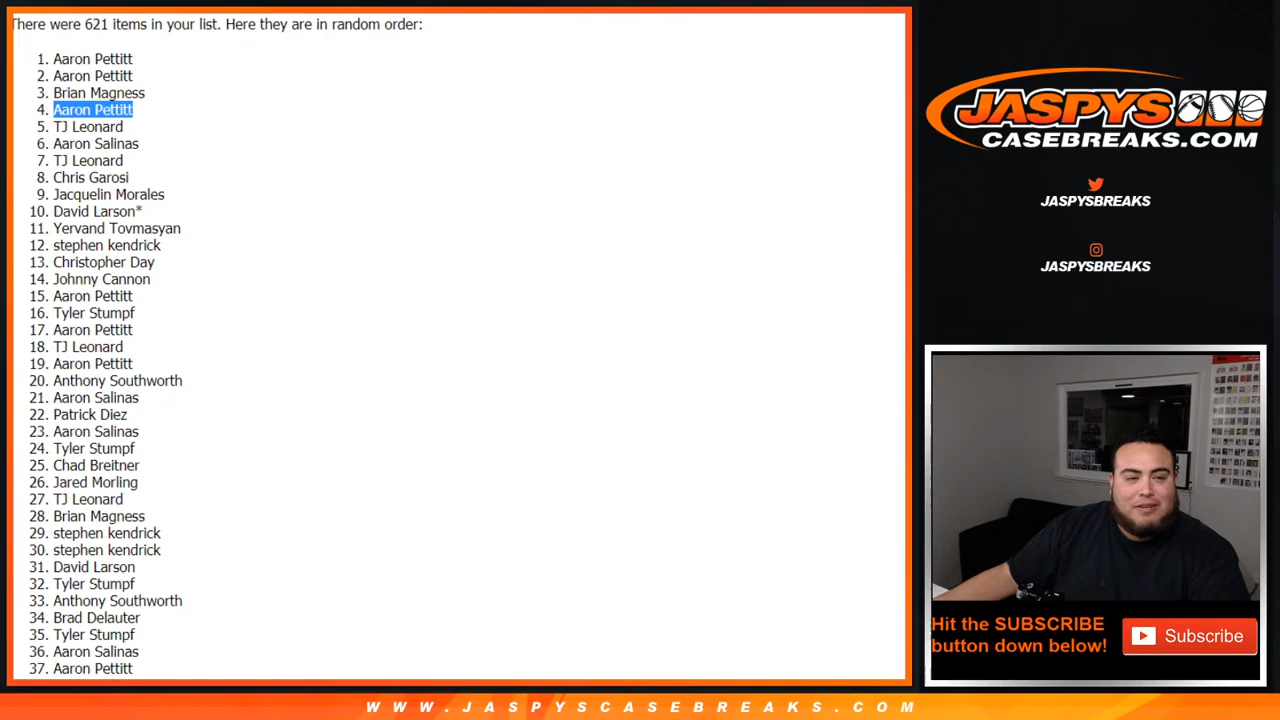 There were 621 items in your list. Here they are in random order:
1. Aaron Pettitt
2. Aaron Pettitt
3. Brian Magness
4. Aaron Pettitt
5. TJ Leonard
6. Aaron Salinas
7. TJ Leonard
8. Chris Garosi
9. Jacquelin Morales
10. David Larson*
11. Yervand Tovmasyan
12. stephen kendrick
13. Christopher Day
14. Johnny Cannon
15. Aaron Pettitt
16. Tyler Stumpf
17. Aaron Pettitt
18. TJ Leonard
19. Aaron Pettitt
20. Anthony Southworth
21. Aaron Salinas
22. Patrick Diez
23. Aaron Salinas
24. Tyler Stumpf
25. Chad Breitner
26. Jared Morling
27. TJ Leonard
28. Brian Magness
29. stephen kendrick
30. stephen kendrick
31. David Larson
32. Tyler Stumpf
33. Anthony Southworth
34. Brad Delauter
35. Tyler Stumpf
36. Aaron Salinas
37. Aaron Pettitt
JASPYS
CASEBREAKS.COM
JASPYSBREAKS
JASPYSBREAKS
Hit the SUBSCRIBE
button down below!
Subscribe
WWW.JASPYSCASEBREAKS.COM